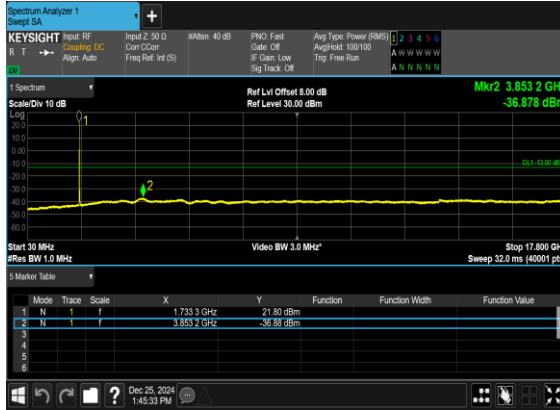 Spectrum Analyzer 1
Swept SA
+
KEYSIGHT Input: RF Input Z: 50 Ω #Atten: 40 dB PNO: Fast Avg Type: Power (RMS) 1 2 3 4 5 6
R T Coupling: DC Corr CCorr Gate: Off Avg|Hold: 100/100 A W W W W W
Align: Auto Freq Ref: Int (S) IF Gain: Low Trig: Free Run
Sig Track: Off A N N N N N
1 Spectrum Ref Lvl Offset 8.00 dB Mkr2 3.853 2 GH
Scale/Div 10 dB Ref Level 30.00 dBm -36.878 dB
Log
1
20.0
10.0
0.00
-10.0 DL1 -13.00 dB
-20.0
-30.0 2
-40.0
-50.0
-60.0
Start 30 MHz Video BW 3.0 MHz* Stop 17.800 GH
#Res BW 1.0 MHz Sweep 32.0 ms (40001 pt
5 Marker Table
Mode Trace Scale X Y Function Function Width Function Value
1 N 1 f 1.733 3 GHz 21.80 dBm
2 N 1 f 3.853 2 GHz -36.88 dBm
3
4
5
6
? Dec 25, 2024
1:45:33 PM